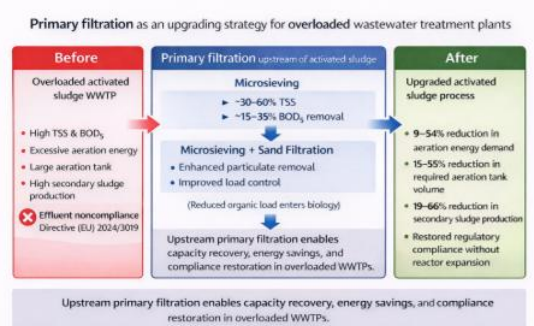 Primary filtration as an upgrading strategy for overloaded wastewater treatment plants
Before
Overloaded activated
sludge WWTP
• High TSS & BOD₅
• Excessive aeration energy
• Large aeration tank
• High secondary sludge
production
Effluent noncompliance
Directive (EU) 2024/3019
Primary filtration upstream of activated sludge
Microsieving
► ~30–60% TSS
► ~15–35% BOD₅ removal
Microsieving + Sand Filtration
• Enhanced particulate removal
• Improved load control
(Reduced organic load enters biology)
Upstream primary filtration enables
capacity recovery, energy savings, and
compliance restoration in overloaded WWTPs.
After
Upgraded activated
sludge process
• 9–54% reduction in
aeration energy demand
• 15–55% reduction in
required aeration tank
volume
• 19–66% reduction in
secondary sludge production
• Restored regulatory
compliance without
reactor expansion
Upstream primary filtration enables capacity recovery, energy savings, and compliance
restoration in overloaded WWTPs.